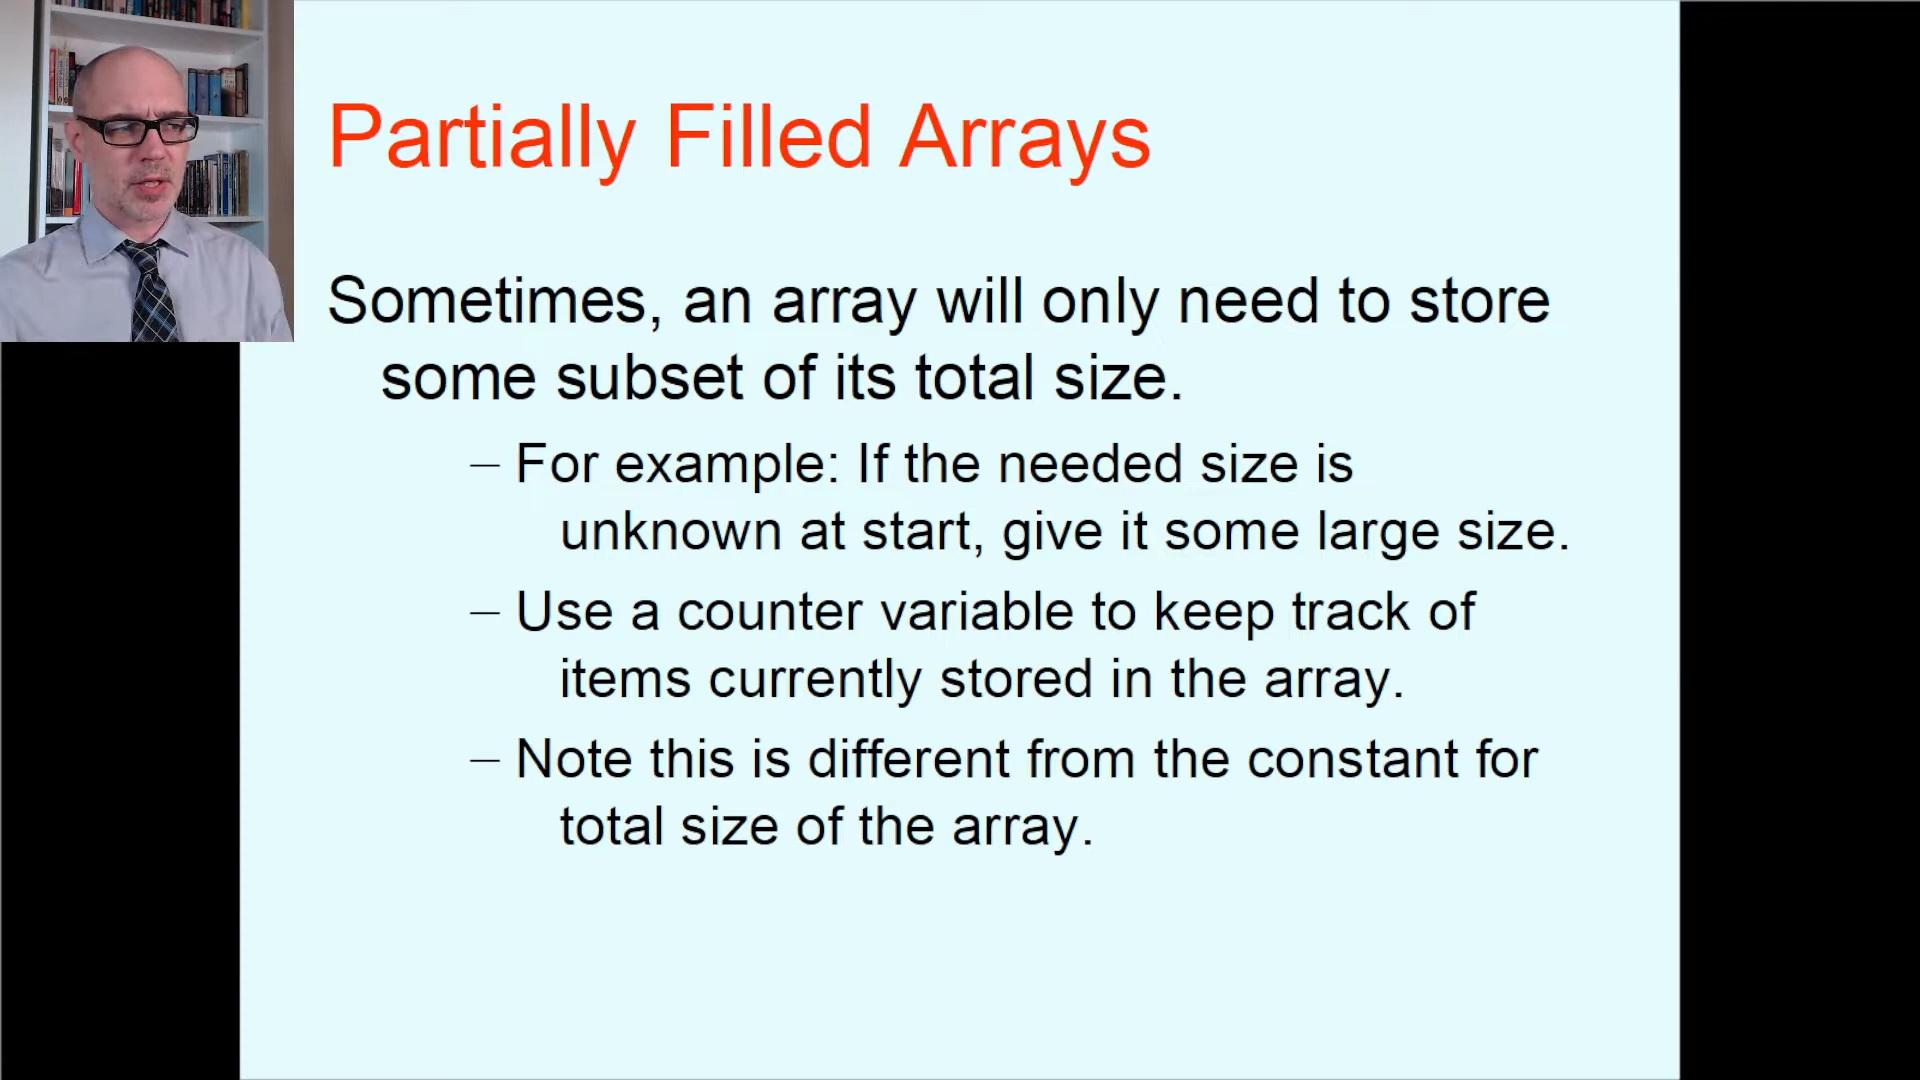 Partially Filled Arrays
Sometimes, an array will only need to store
some subset of its total size.
– For example: If the needed size is
unknown at start, give it some large size.
– Use a counter variable to keep track of
items currently stored in the array.
– Note this is different from the constant for
total size of the array.